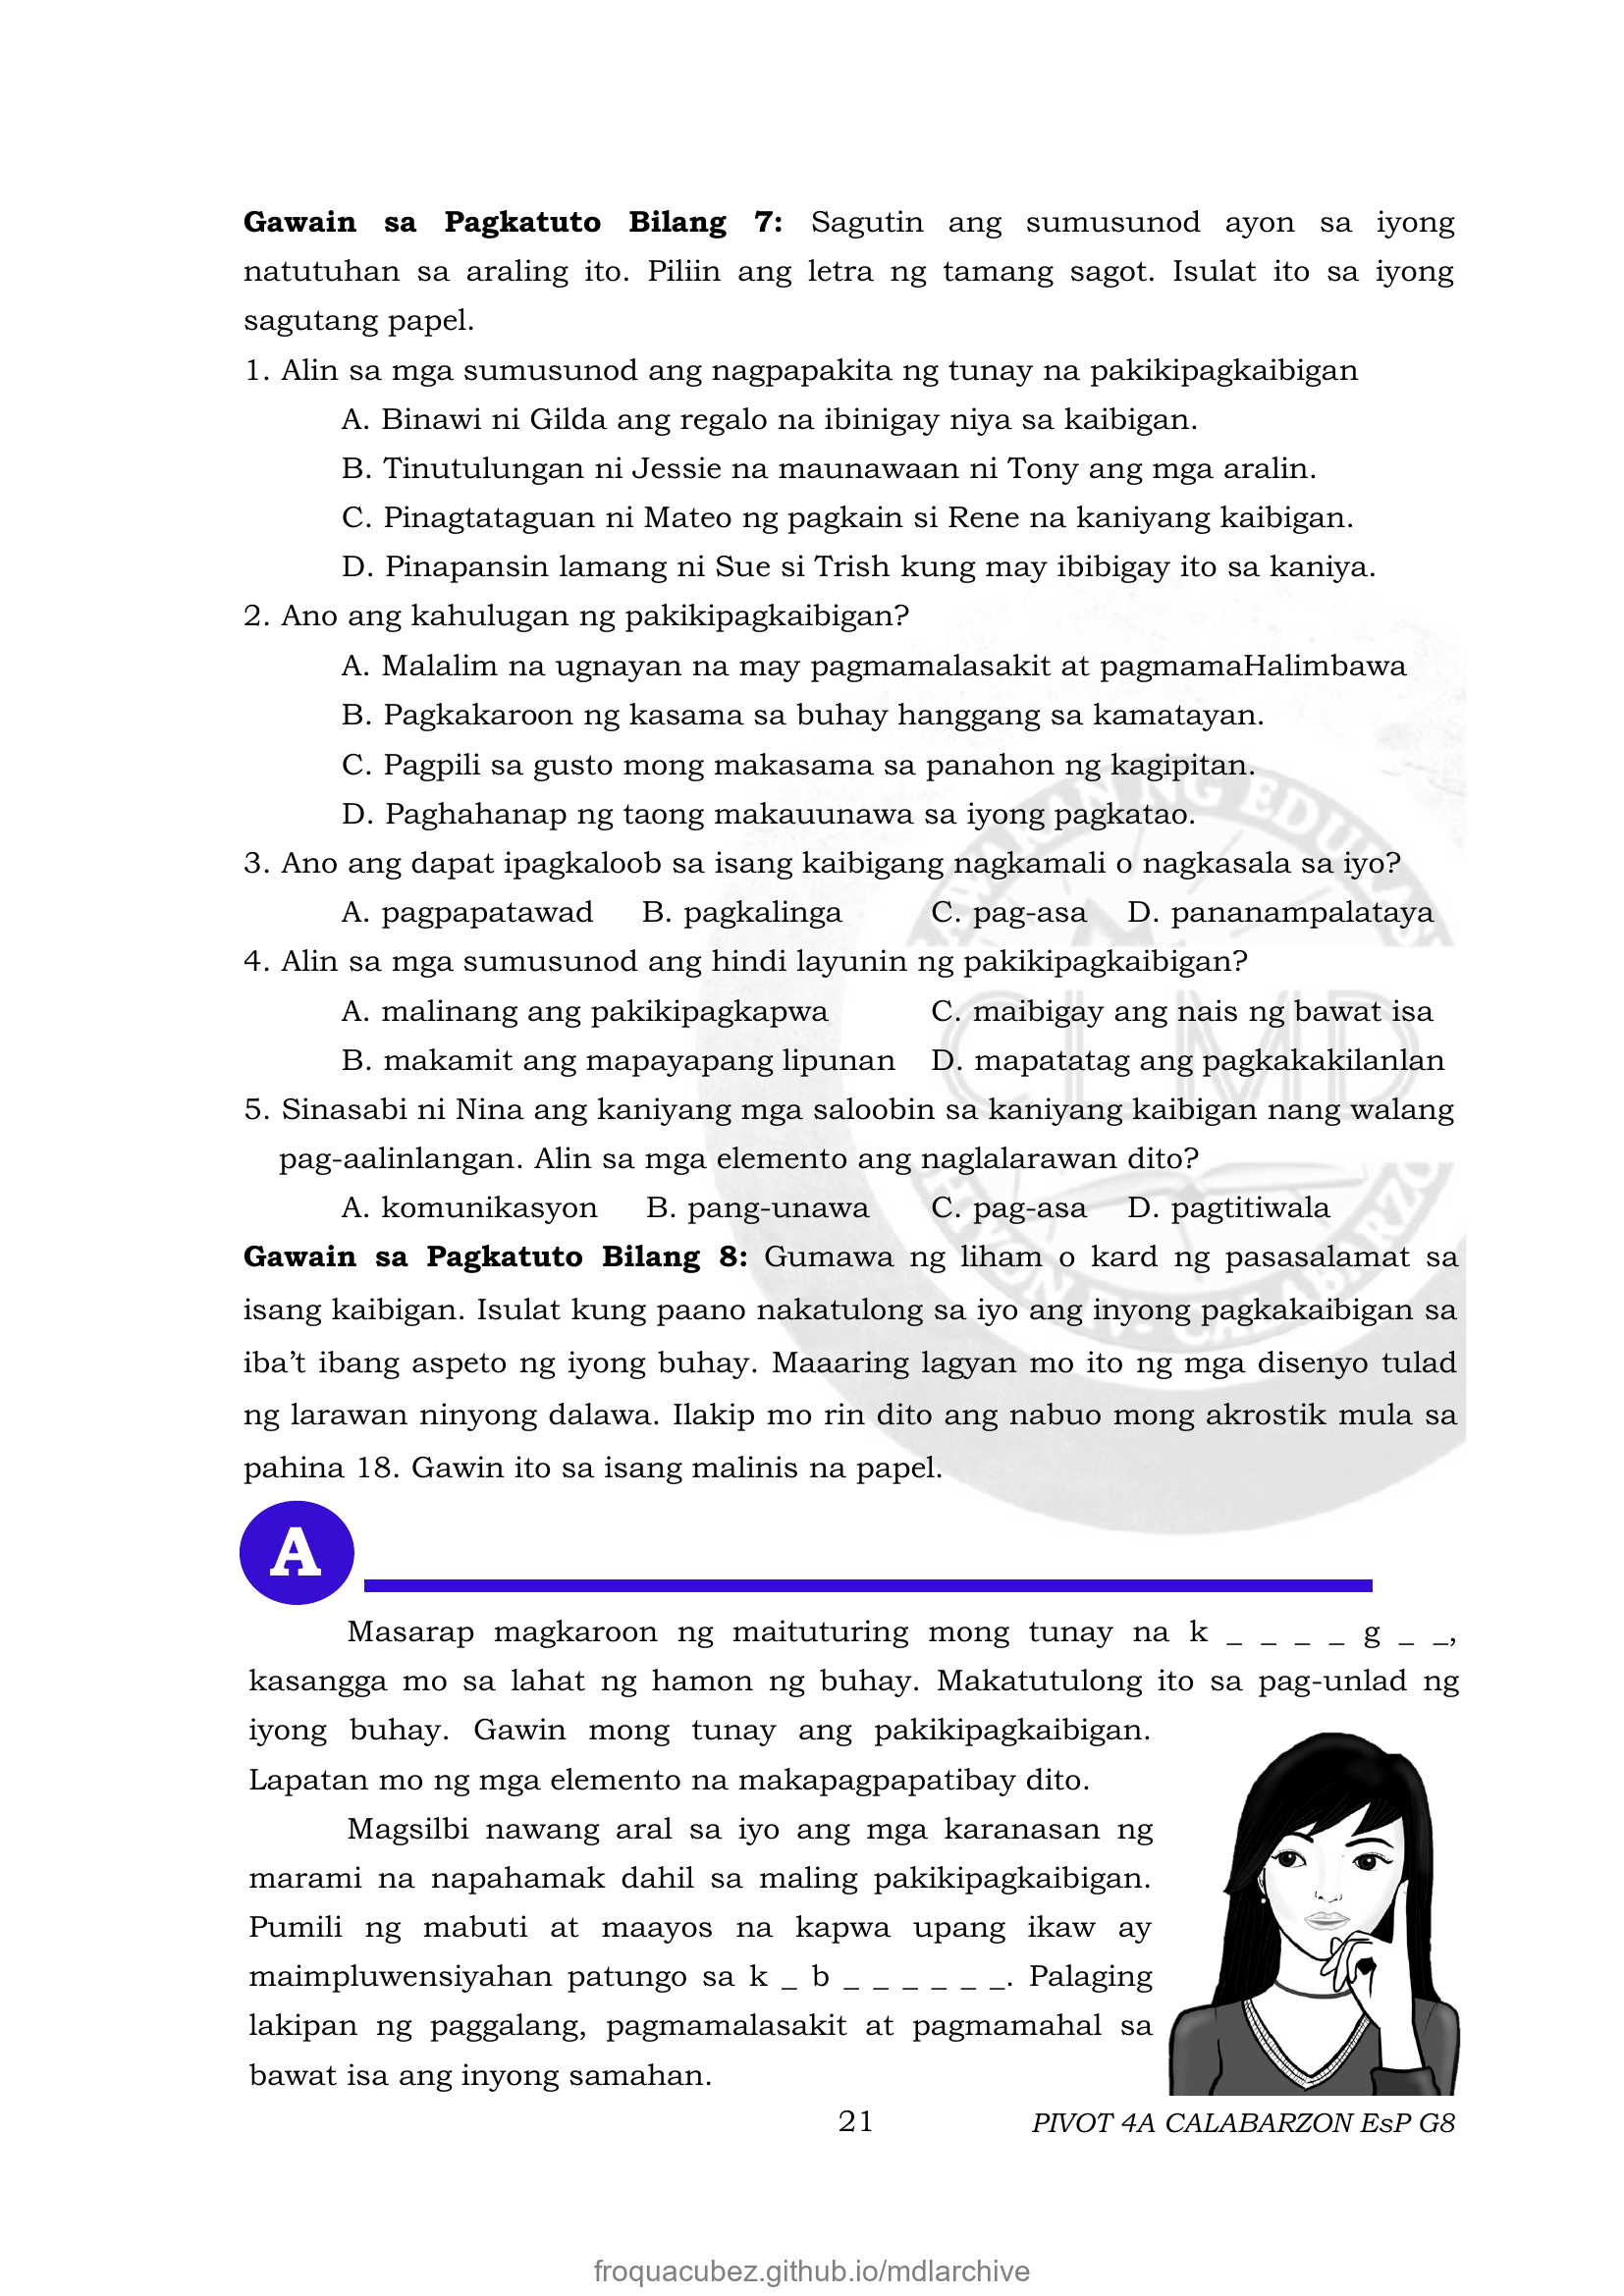 Gawain sa Pagkatuto Bilang 7: Sagutin ang sumusunod ayon sa iyong
natutuhan sa araling ito. Piliin ang letra ng tamang sagot. Isulat ito sa iyong
sagutang papel.
1. Alin sa mga sumusunod ang nagpapakita ng tunay na pakikipagkaibigan
A. Binawi ni Gilda ang regalo na ibinigay niya sa kaibigan.
B. Tinutulungan ni Jessie na maunawaan ni Tony ang mga aralin.
C. Pinagtataguan ni Mateo ng pagkain si Rene na kaniyang kaibigan.
D. Pinapansin lamang ni Sue si Trish kung may ibibigay ito sa kaniya.
2. Ano ang kahulugan ng pakikipagkaibigan?
A. Malalim na ugnayan na may pagmamalasakit at pagmamaHalimbawa
B. Pagkakaroon ng kasama sa buhay hanggang sa kamatayan.
C. Pagpili sa gusto mong makasama sa panahon ng kagipitan.
D. Paghahanap ng taong makauunawa sa iyong pagkatao.
3. Ano ang dapat ipagkaloob sa isang kaibigang nagkamali o nagkasala sa iyo?
A. pagpapatawad B. pagkalinga C. pag-asa D. pananampalataya
4. Alin sa mga sumusunod ang hindi layunin ng pakikipagkaibigan?
A. malinang ang pakikipagkapwa C. maibigay ang nais ng bawat isa
B. makamit ang mapayapang lipunan D. mapatatag ang pagkakakilanlan
5. Sinasabi ni Nina ang kaniyang mga saloobin sa kaniyang kaibigan nang walang
pag-aalinlangan. Alin sa mga elemento ang naglalarawan dito?
A. komunikasyon B. pang-unawa C. pag-asa D. pagtitiwala
Gawain sa Pagkatuto Bilang 8: Gumawa ng liham o kard ng pasasalamat sa
isang kaibigan. Isulat kung paano nakatulong sa iyo ang inyong pagkakaibigan sa
iba't ibang aspeto ng iyong buhay. Maaaring lagyan mo ito ng mga disenyo tulad
ng larawan ninyong dalawa. Ilakip mo rin dito ang nabuo mong akrostik mula sa
pahina 18. Gawin ito sa isang malinis na papel.
A
Masarap magkaroon ng maituturing mong tunay na k _ _ _ _ g _ _,
kasangga mo sa lahat ng hamon ng buhay. Makatutulong ito sa pag-unlad ng
iyong buhay. Gawin mong tunay ang pakikipagkaibigan.
Lapatan mo ng mga elemento na makapagpapatibay dito.
Magsilbi nawang aral sa iyo ang mga karanasan ng
marami na napahamak dahil sa maling pakikipagkaibigan.
Pumili ng mabuti at maayos na kapwa upang ikaw ay
maimpluwensiyahan patungo sa k _ b _ _ _ _ _ _. Palaging
lakipan ng paggalang, pagmamalasakit at pagmamahal sa
bawat isa ang inyong samahan.
21 PIVOT 4A CALABARZON EsP G8
CLMD
froquacubez.github.io/mdlarchive